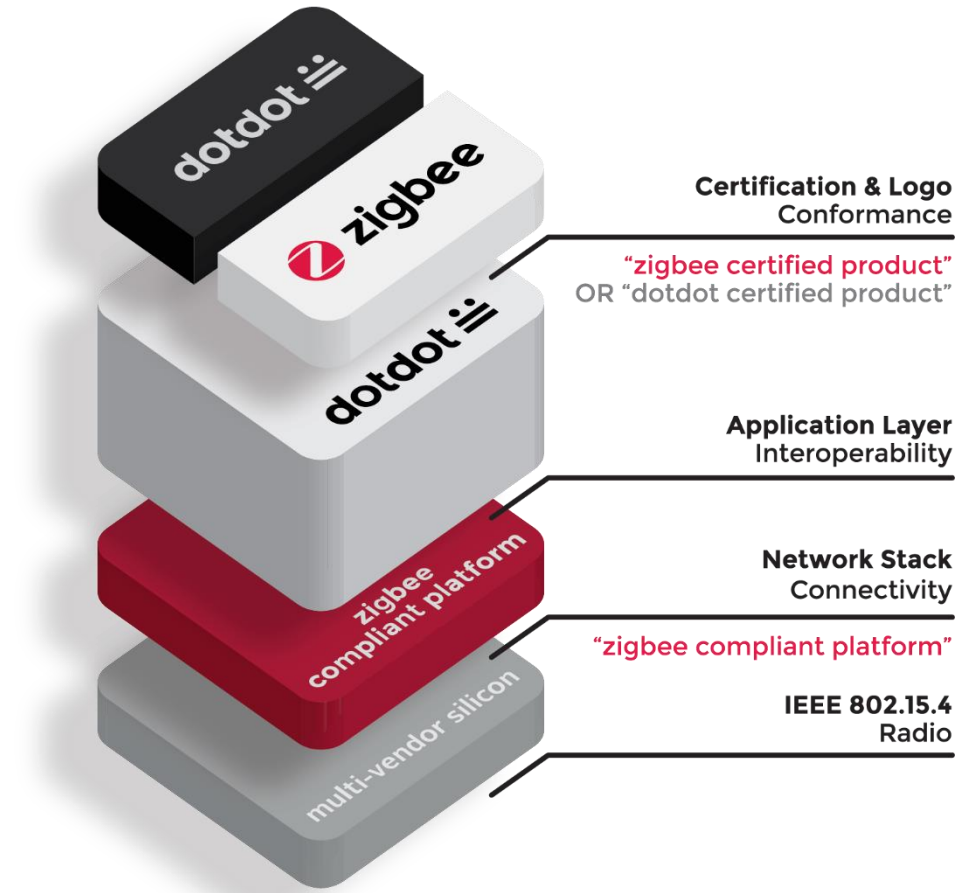 dotdot
zigbee
dotdot
zigbee
compliant platform
multi-vendor silicon
Certification & Logo
Conformance
“zigbee certified product”
OR “dotdot certified product”
Application Layer
Interoperability
Network Stack
Connectivity
“zigbee compliant platform”
IEEE 802.15.4
Radio